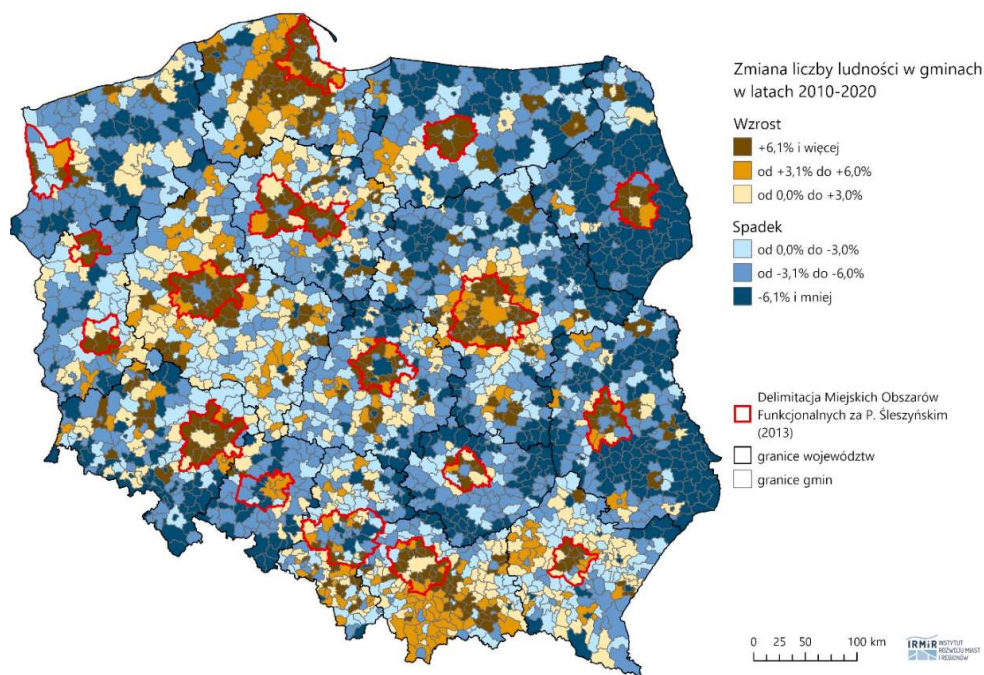 Zmiana liczby ludności w gminach
w latach 2010-2020
Wzrost
+6,1% i więcej
od +3,1% do +6,0%
od 0,0% do +3,0%
Spadek
od 0,0% do -3,0%
od -3,1% do -6,0%
-6,1% i mniej
Delimitacja Miejskich Obszarów
Funkcjonalnych za P. Śleszyńskim
(2013)
granice województw
granice gmin
0 25 50 100 km
IRMiR INSTYTUT
ROZWOJU MIAST
I REGIONÓW